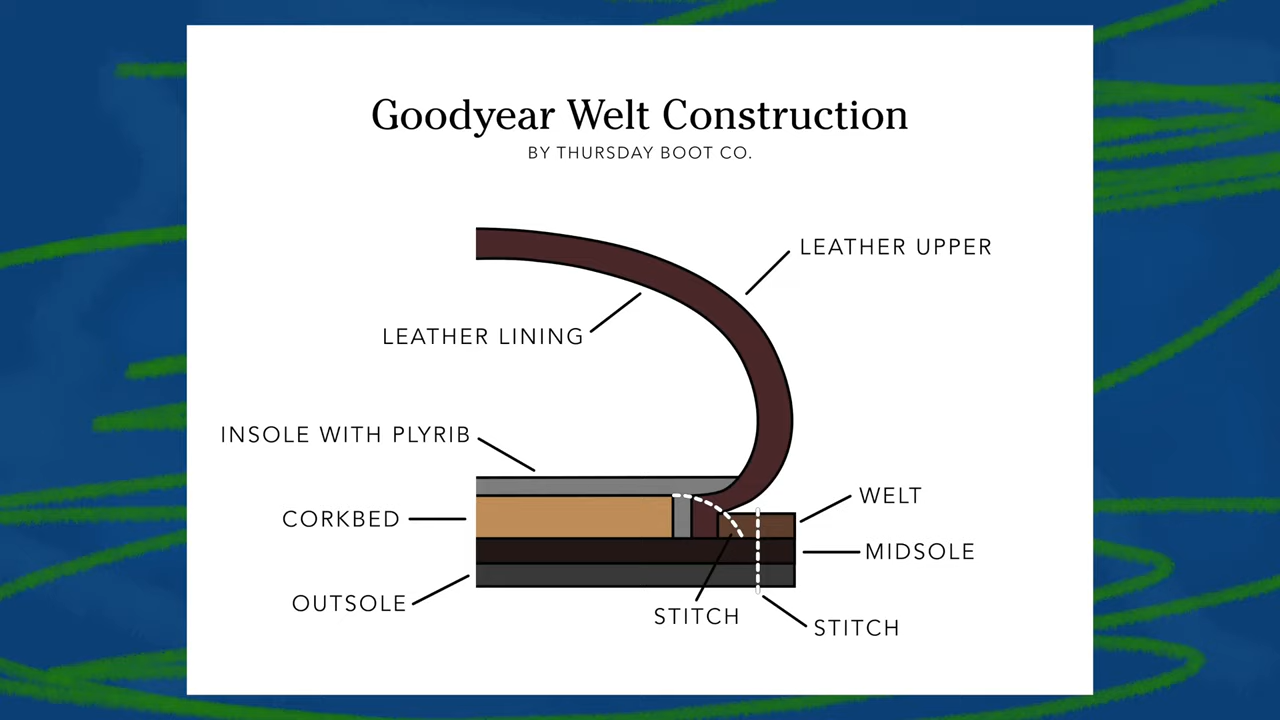 Goodyear Welt Construction
BY THURSDAY BOOT CO.
LEATHER UPPER
LEATHER LINING
INSOLE WITH PLYRIB
WELT
CORKBED
MIDSOLE
OUTSOLE
STITCH
STITCH